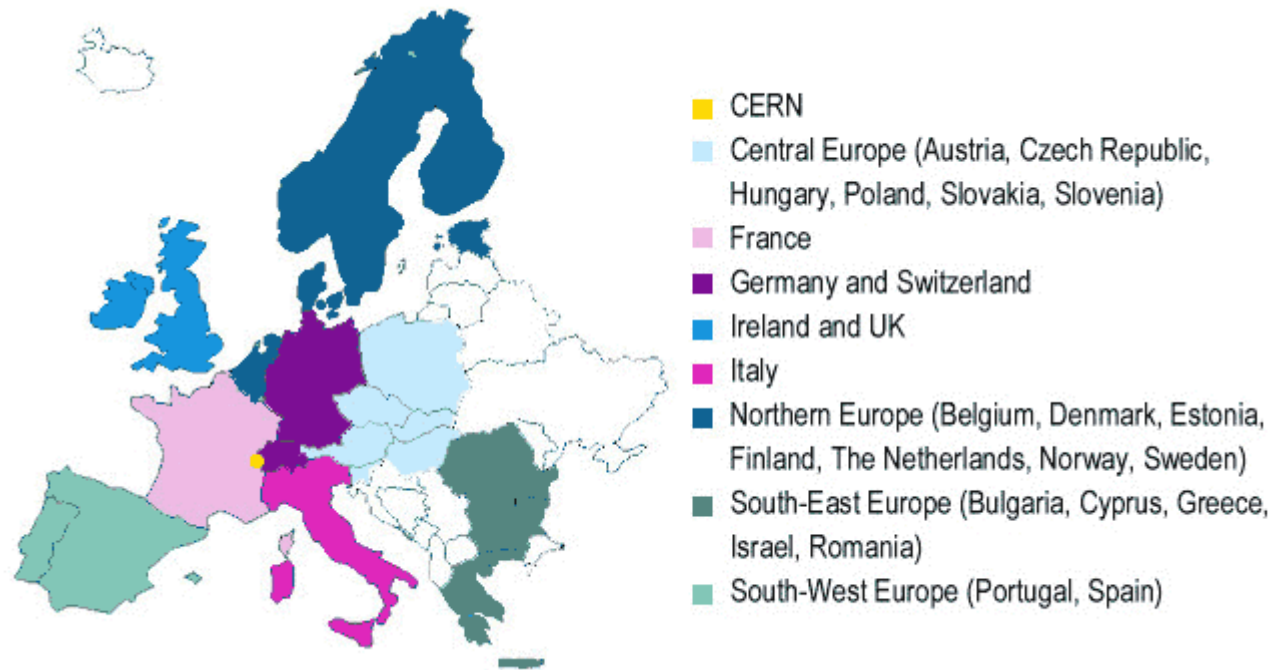 CERN
Central Europe (Austria, Czech Republic,
Hungary, Poland, Slovakia, Slovenia)
France
Germany and Switzerland
Ireland and UK
Italy
Northern Europe (Belgium, Denmark, Estonia,
Finland, The Netherlands, Norway, Sweden)
South-East Europe (Bulgaria, Cyprus, Greece,
Israel, Romania)
South-West Europe (Portugal, Spain)